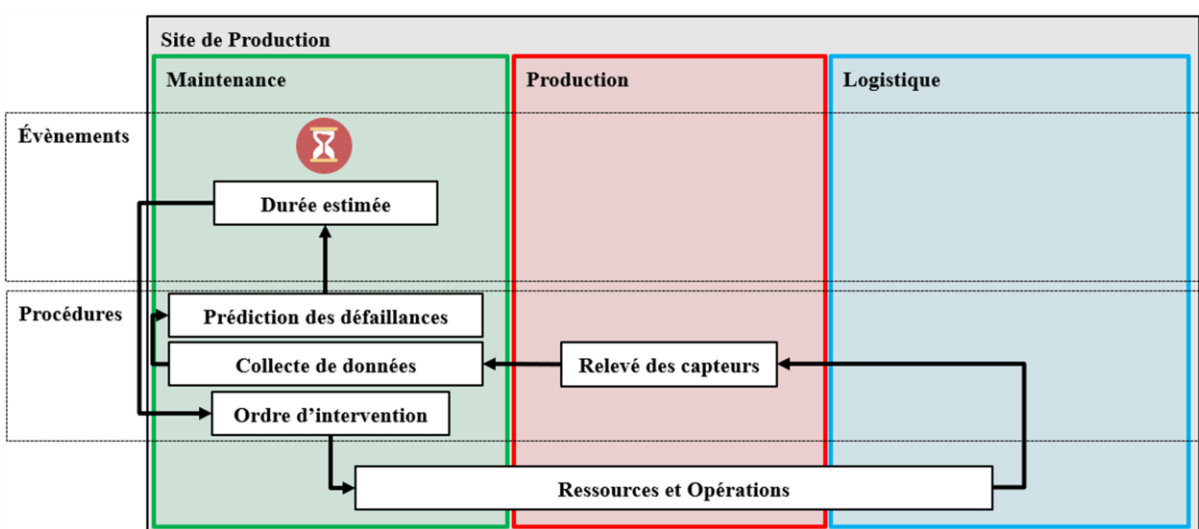 Site de Production
Maintenance
Production
Logistique
Évènements
Durée estimée
Procédures
Prédiction des défaillances
Collecte de données
Relevé des capteurs
Ordre d’intervention
Ressources et Opérations